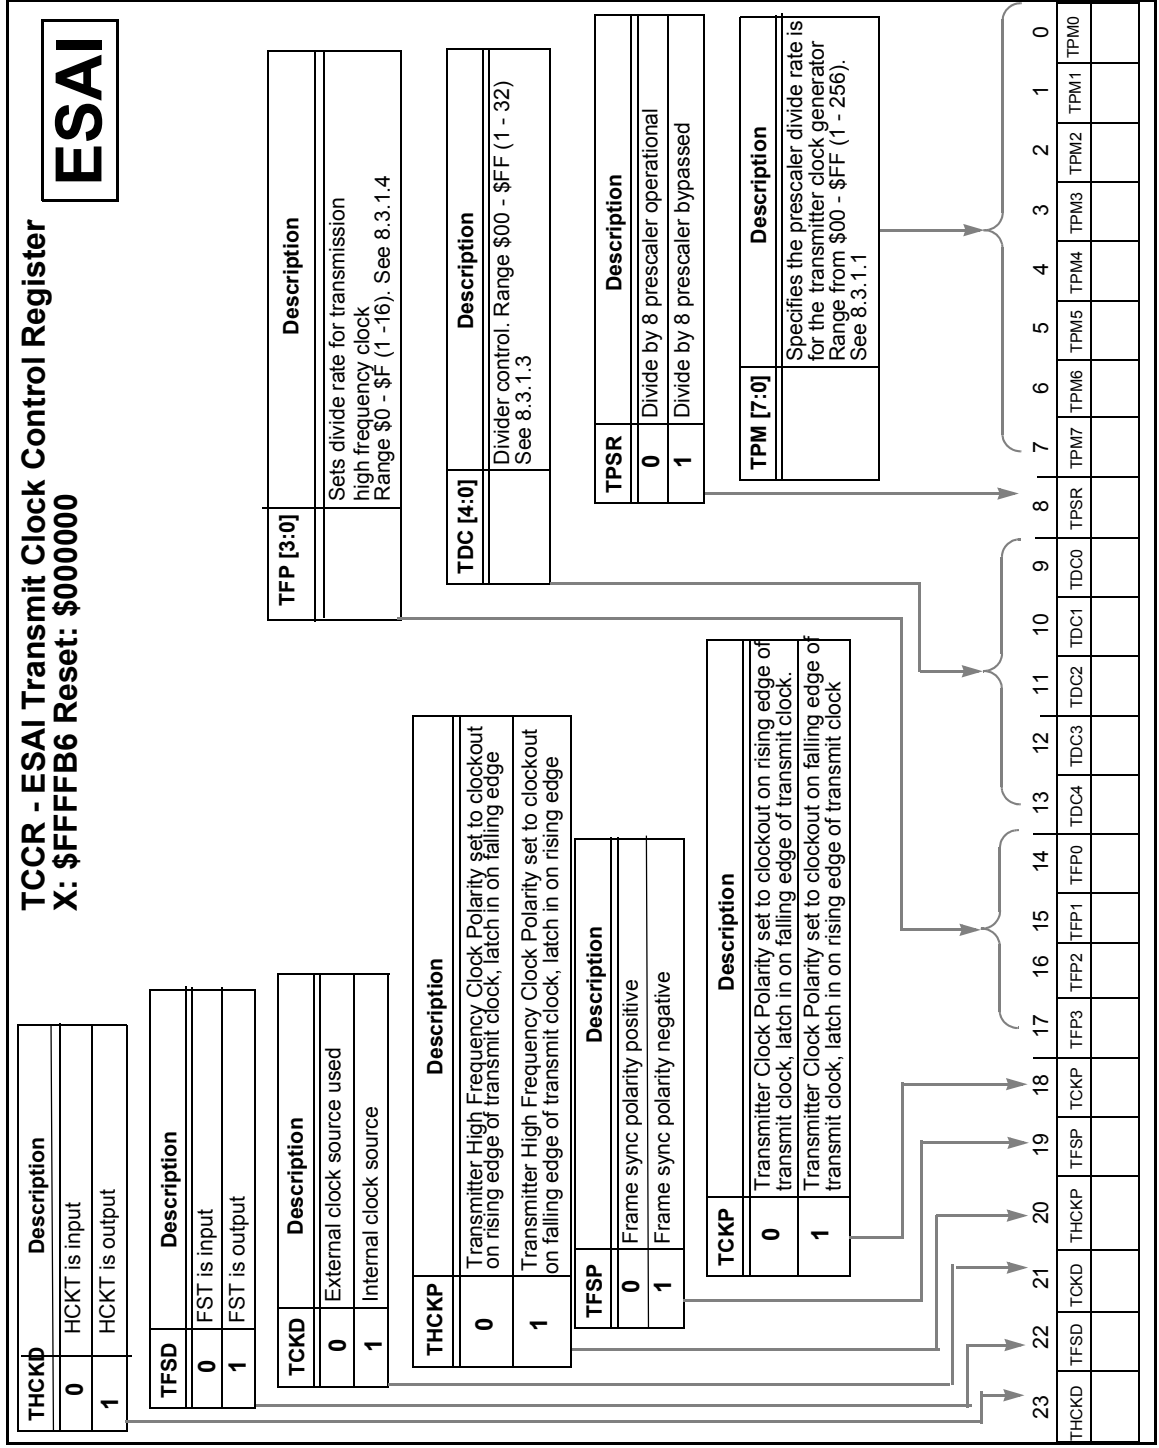 TCCR - ESAI Transmit Clock Control Register
X: $FFFFB6 Reset: $000000
ESAI
THCKD Description
0 HCKT is input
1 HCKT is output
TFSD Description
0 FST is input
1 FST is output
TCKD Description
0 External clock source used
1 Internal clock source
THCKP Description
0 Transmitter High Frequency Clock Polarity set to clockout
on rising edge of transmit clock, latch in on falling edge
1 Transmitter High Frequency Clock Polarity set to clockout
on falling edge of transmit clock, latch in on rising edge
TFSP Description
0 Frame sync polarity positive
1 Frame sync polarity negative
TCKP Description
0 Transmitter Clock Polarity set to clockout on rising edge of
transmit clock, latch in on falling edge of transmit clock.
1 Transmitter Clock Polarity set to clockout on falling edge of
transmit clock, latch in on rising edge of transmit clock
TFP [3:0] Description
Sets divide rate for transmission
high frequency clock
Range $0 - $F (1 -16). See 8.3.1.4
TDC [4:0] Description
Divider control. Range $00 - $FF (1 - 32)
See 8.3.1.3
TPSR Description
0 Divide by 8 prescaler operational
1 Divide by 8 prescaler bypassed
TPM [7:0] Description
Specifies the prescaler divide rate is
for the transmitter clock generator
Range from $00 - $FF (1 - 256).
See 8.3.1.1
23 22 21 20 19 18 17 16 15 14 13 12 11 10 9 8 7 6 5 4 3 2 1 0
THCKD TFSD TCKD THCKP TFSP TCKP TFP3 TFP2 TFP1 TFP0 TDC4 TDC3 TDC2 TDC1 TDC0 TPSR TPM7 TPM6 TPM5 TPM4 TPM3 TPM2 TPM1 TPM0